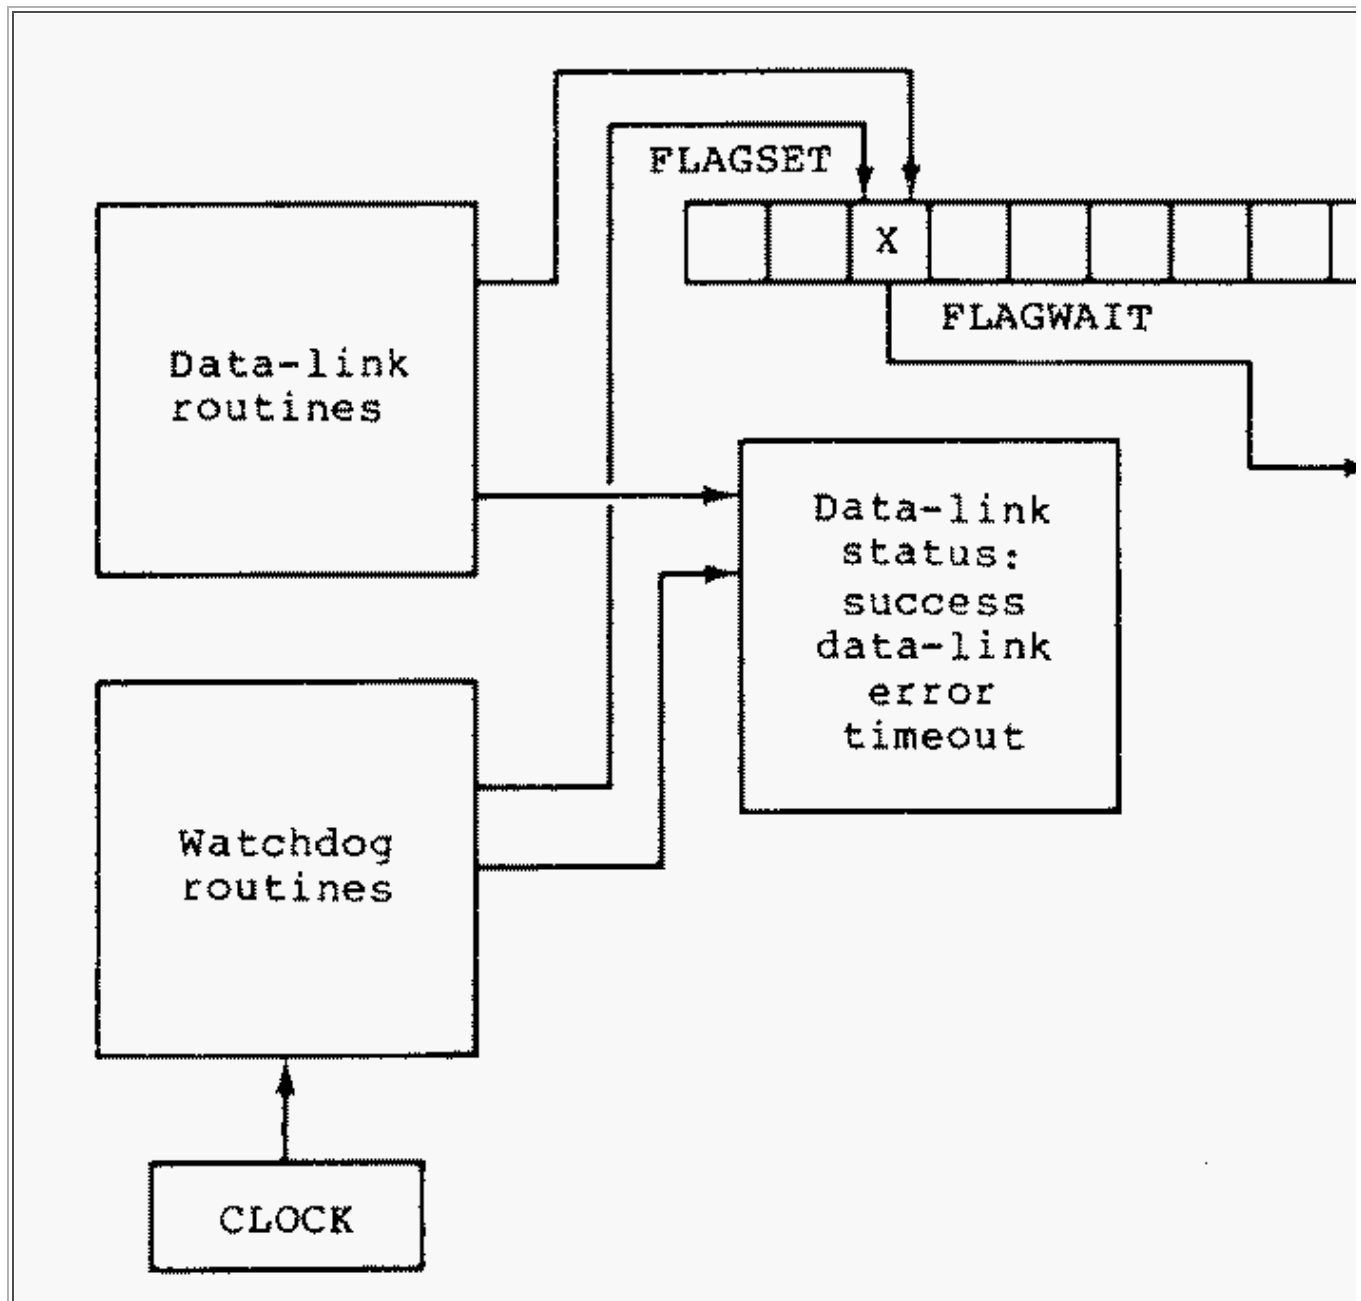 FLAGSET
X
FLAGWAIT
Data-link
routines
Data-link
status:
success
data-link
error
timeout
Watchdog
routines
CLOCK